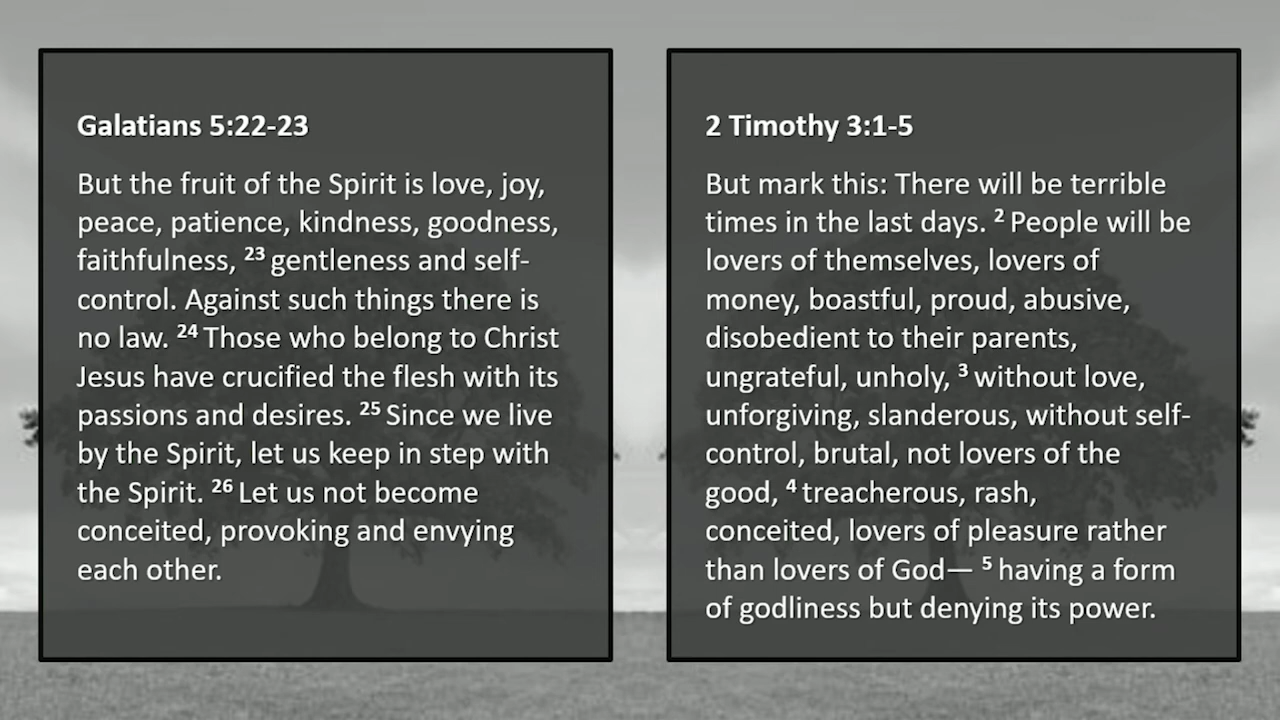 Galatians 5:22-23
But the fruit of the Spirit is love, joy,
peace, patience, kindness, goodness,
faithfulness, 23 gentleness and self-
control. Against such things there is
no law. 24 Those who belong to Christ
Jesus have crucified the flesh with its
passions and desires. 25 Since we live
by the Spirit, let us keep in step with
the Spirit. 26 Let us not become
conceited, provoking and envying
each other.
2 Timothy 3:1-5
But mark this: There will be terrible
times in the last days. 2 People will be
lovers of themselves, lovers of
money, boastful, proud, abusive,
disobedient to their parents,
ungrateful, unholy, 3 without love,
unforgiving, slanderous, without self-
control, brutal, not lovers of the
good, 4 treacherous, rash,
conceited, lovers of pleasure rather
than lovers of God— 5 having a form
of godliness but denying its power.